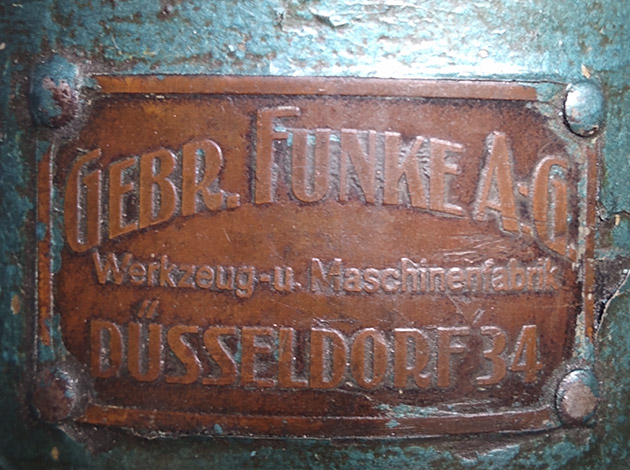 GEBR. FUNKE A.-G.
Werkzeug-u. Maschinenfabrik
DÜSSELDORF 34